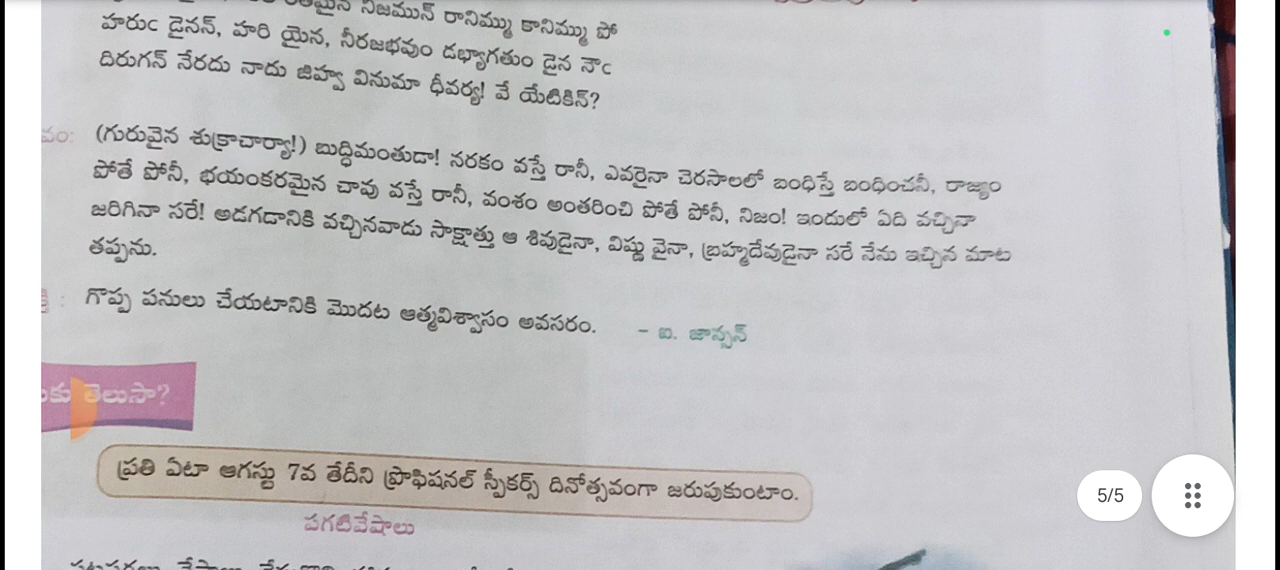 నిజమున్ రానిమ్ము కానిమ్ము పో
హరుఁ డైనన్, హరి యైన, నీరజభవుం డభ్యాగతుం డైన నౌఁ
దిరుగన్ నేరదు నాదు జిహ్వ వినుమా ధీవర్య! వే యేటికిన్?
(గురువైన శుక్రాచార్యా!) బుద్ధిమంతుడా! నరకం వస్తే రానీ, ఎవరైనా చెరసాలలో బంధిస్తే బంధించనీ, రాజ్యం
పోతే పోనీ, భయంకరమైన చావు వస్తే రానీ, వంశం అంతరించి పోతే పోనీ, నిజం! ఇందులో ఏది వచ్చినా
జరిగినా సరే! అడగడానికి వచ్చినవాడు సాక్షాత్తు ఆ శివుడైనా, విష్ణు వైనా, బ్రహ్మదేవుడైనా సరే నేను ఇచ్చిన మాట
తప్పను.
గొప్ప పనులు చేయటానికి మొదట ఆత్మవిశ్వాసం అవసరం. – ఐ. జాన్సన్
తెలుసా?
ప్రతి ఏటా ఆగస్టు 7వ తేదీని ప్రొఫిషనల్ స్పీకర్స్ దినోత్సవంగా జరుపుకుంటాం.
పగటివేషాలు
5/5